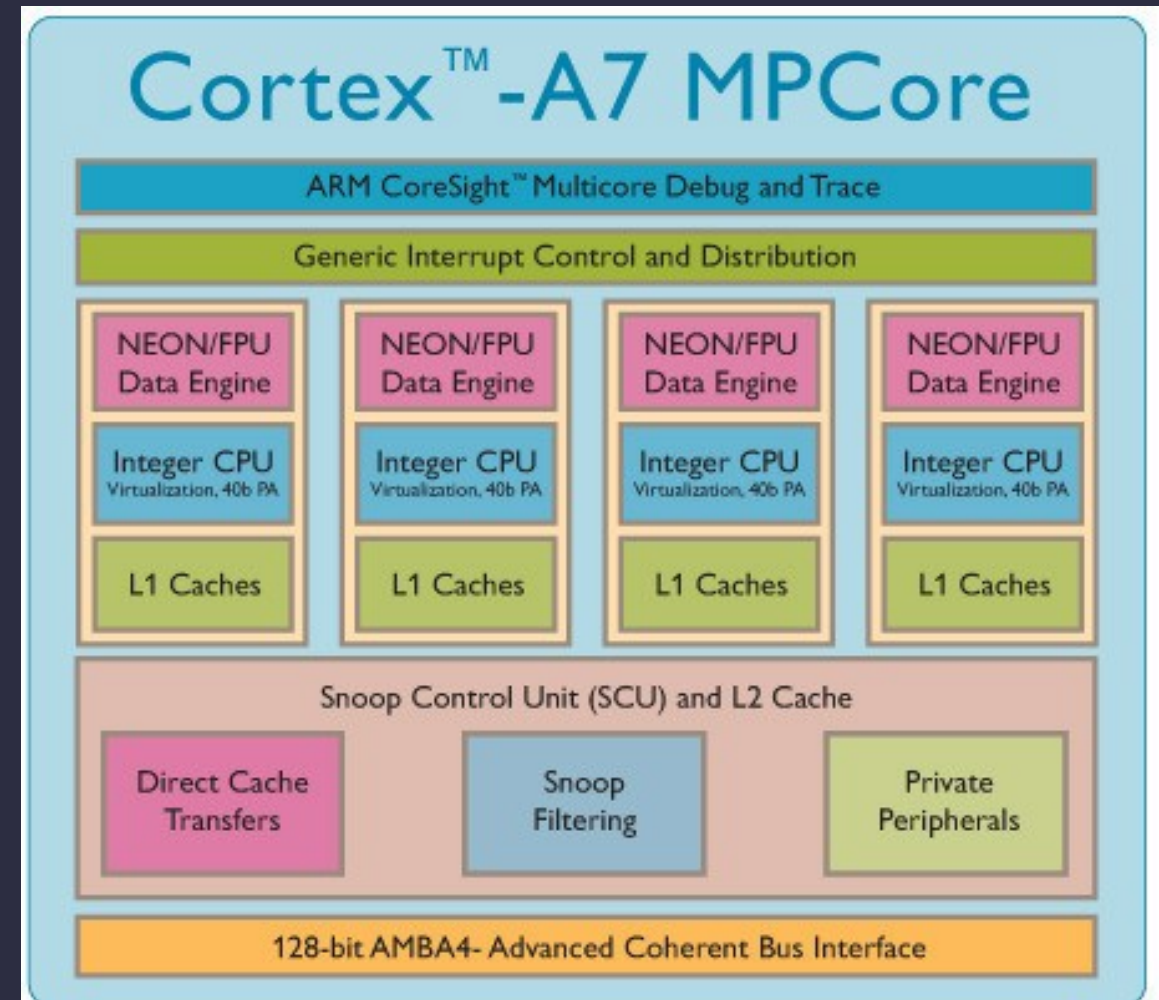 Cortex™-A7 MPCore
ARM CoreSight™ Multicore Debug and Trace
Generic Interrupt Control and Distribution
NEON/FPU
Data Engine
Integer CPU
Virtualization, 40b PA
L1 Caches
NEON/FPU
Data Engine
Integer CPU
Virtualization, 40b PA
L1 Caches
NEON/FPU
Data Engine
Integer CPU
Virtualization, 40b PA
L1 Caches
NEON/FPU
Data Engine
Integer CPU
Virtualization, 40b PA
L1 Caches
Snoop Control Unit (SCU) and L2 Cache
Direct Cache
Transfers
Snoop
Filtering
Private
Peripherals
128-bit AMBA4- Advanced Coherent Bus Interface